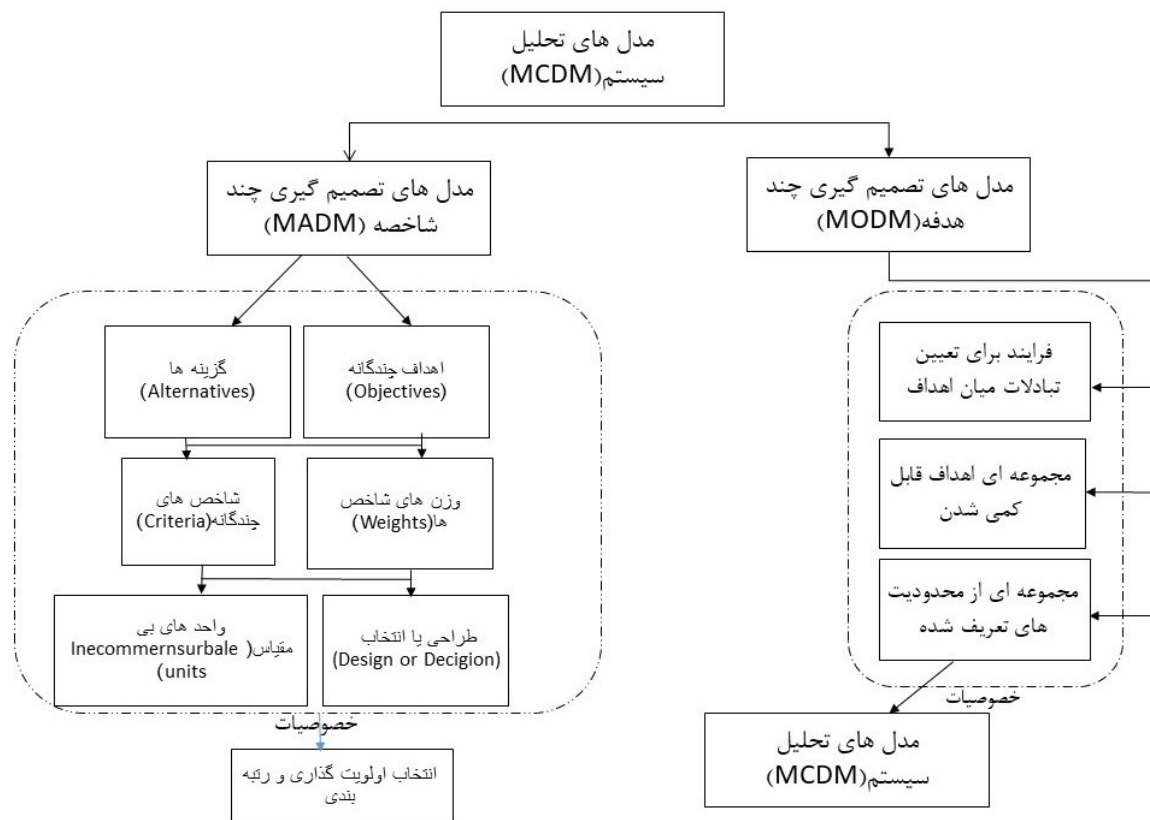 مدل های تحلیل
سیستم(MCDM)
مدل های تصمیم گیری چند
هدفه(MODM)
مدل های تصمیم گیری چند
شاخصه (MADM)
فرایند برای تعیین
تبادلات میان اهداف
مجموعه ای اهداف قابل
کمی شدن
مجموعه ای از محدودیت
های تعریف شده
خصوصیات
مدل های تحلیل
سیستم(MCDM)
اهداف چندگانه
(Objectives)
گزینه ها
(Alternatives)
وزن های شاخص
ها(Weights)
شاخص های
چندگانه(Criteria)
طراحی یا انتخاب
(Design or Decigion)
واحد های بی
مقیاس( Inecommernsurbale
units)
خصوصیات
انتخاب اولویت گذاری و رتبه
بندی